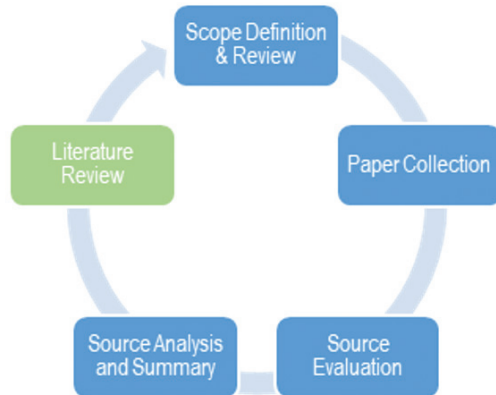 Scope Definition
& Review
Paper Collection
Source
Evaluation
Source Analysis
and Summary
Literature
Review